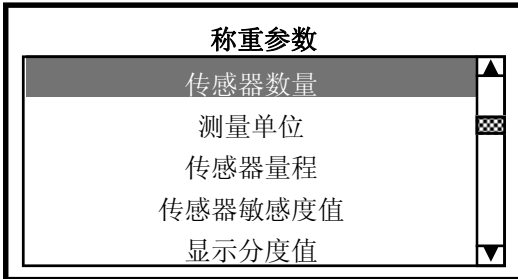 称重参数
传感器数量
测量单位
传感器量程
传感器敏感度值
显示分度值